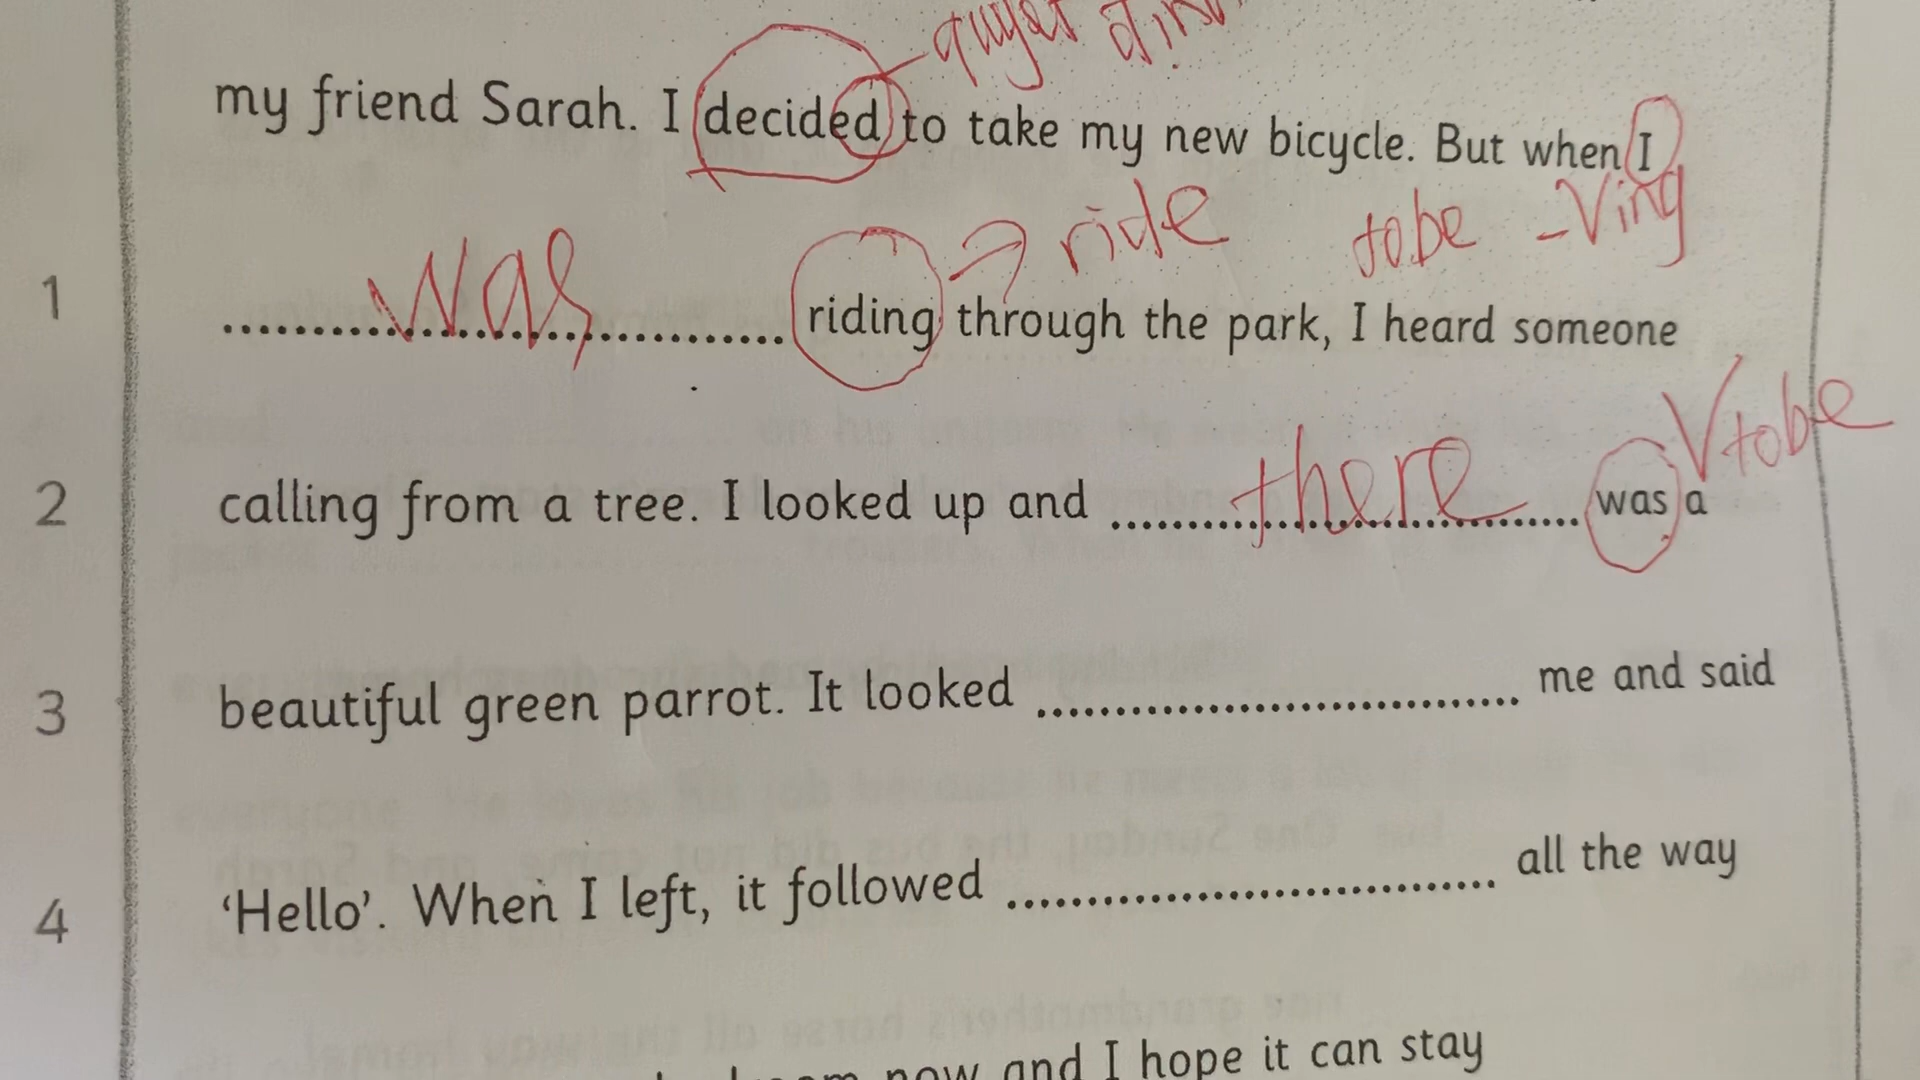 my friend Sarah. I decided to take my new bicycle. But when I
ride to be - Ving
1 was riding through the park, I heard someone
V tobe
2 calling from a tree. I looked up and there was a
3 beautiful green parrot. It looked .............................. me and said
4 'Hello'. When I left, it followed .............................. all the way
now and I hope it can stay